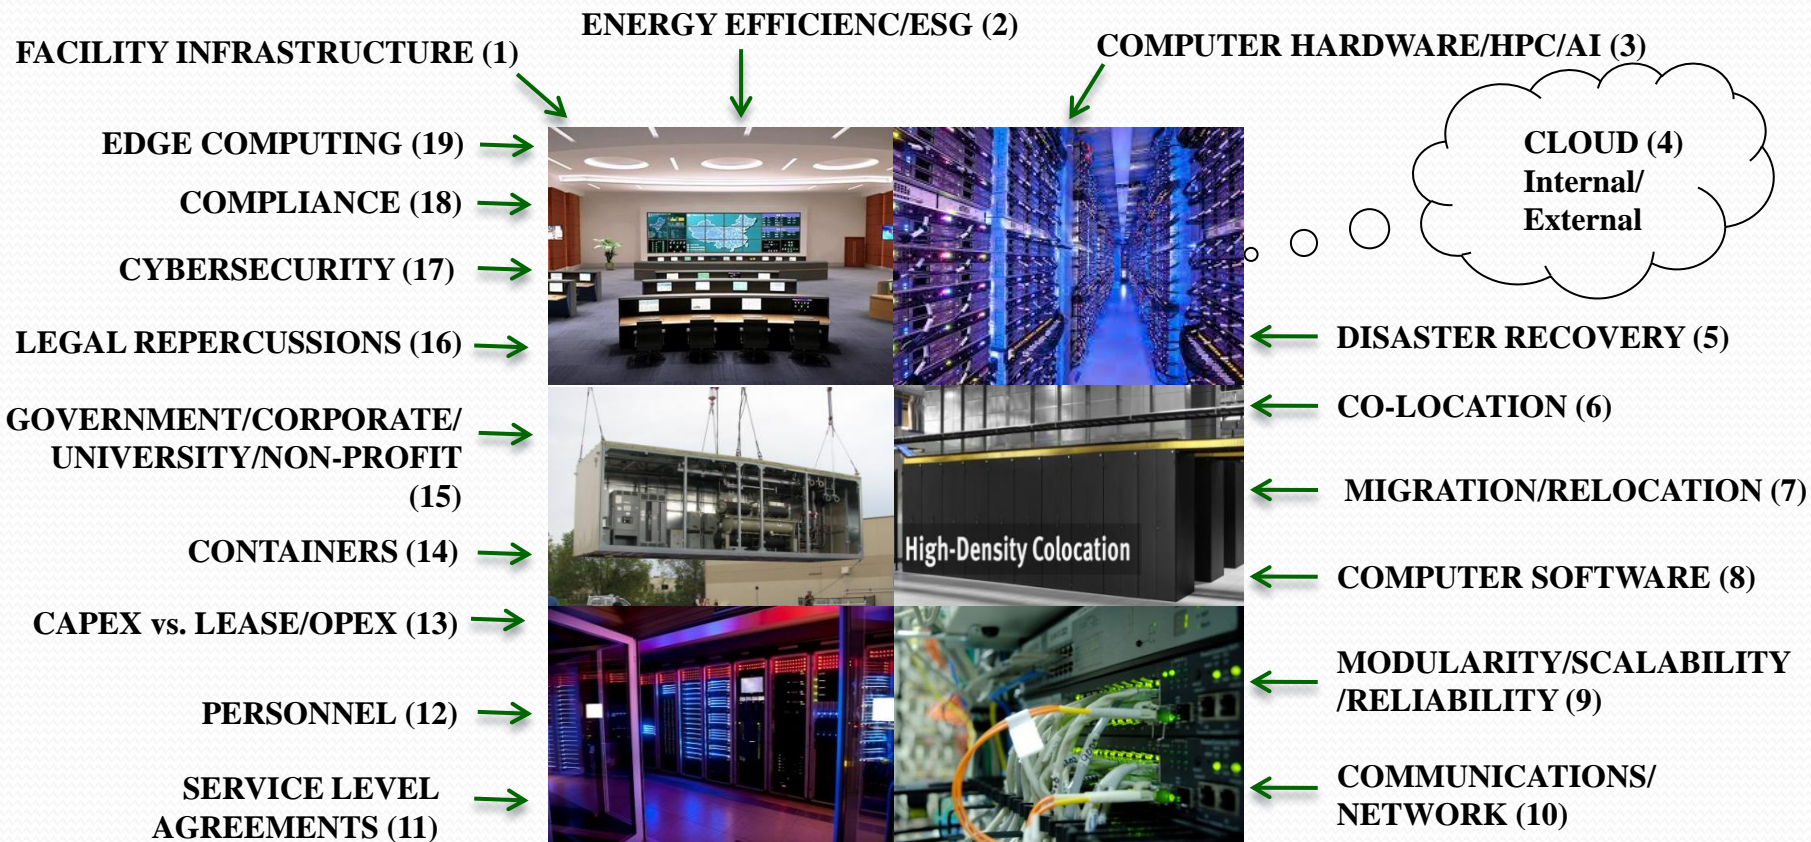 ENERGY EFFICIENC/ESG (2)
FACILITY INFRASTRUCTURE (1)
COMPUTER HARDWARE/HPC/AI (3)
CLOUD (4)
Internal/
External
DISASTER RECOVERY (5)
CO-LOCATION (6)
MIGRATION/RELOCATION (7)
COMPUTER SOFTWARE (8)
MODULARITY/SCALABILITY
/RELIABILITY (9)
COMMUNICATIONS/
NETWORK (10)
SERVICE LEVEL
AGREEMENTS (11)
PERSONNEL (12)
CAPEX vs. LEASE/OPEX (13)
CONTAINERS (14)
GOVERNMENT/CORPORATE/
UNIVERSITY/NON-PROFIT
(15)
LEGAL REPERCUSSIONS (16)
CYBERSECURITY (17)
COMPLIANCE (18)
EDGE COMPUTING (19)
High-Density Colocation